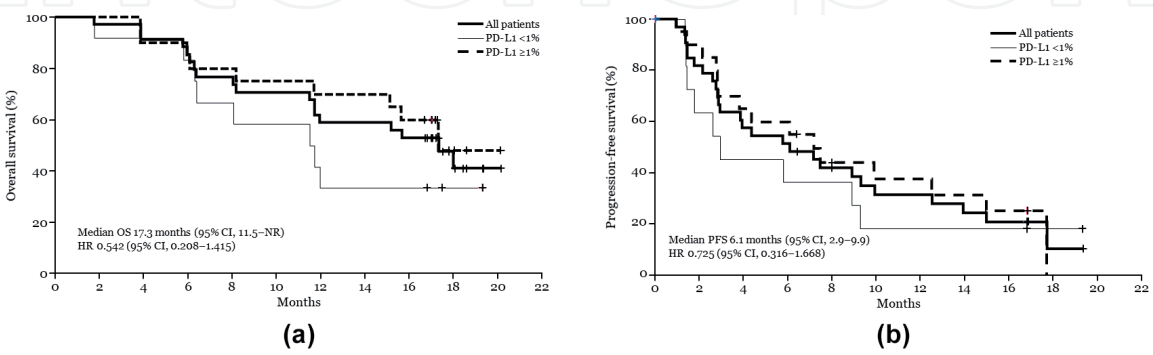 100
80
60
40
20
0
Overall survival (%)
All patients
PD-L1 <1%
PD-L1 ≥1%
Median OS 17.3 months (95% CI, 11.5–NR)
HR 0.542 (95% CI, 0.208–1.415)
0 2 4 6 8 10 12 14 16 18 20 22
Months
(a)
100
80
60
40
20
0
Progression-free survival (%)
All patients
PD-L1 <1%
PD-L1 ≥1%
Median PFS 6.1 months (95% CI, 2.9–9.9)
HR 0.725 (95% CI, 0.316–1.668)
0 2 4 6 8 10 12 14 16 18 20 22
Months
(b)